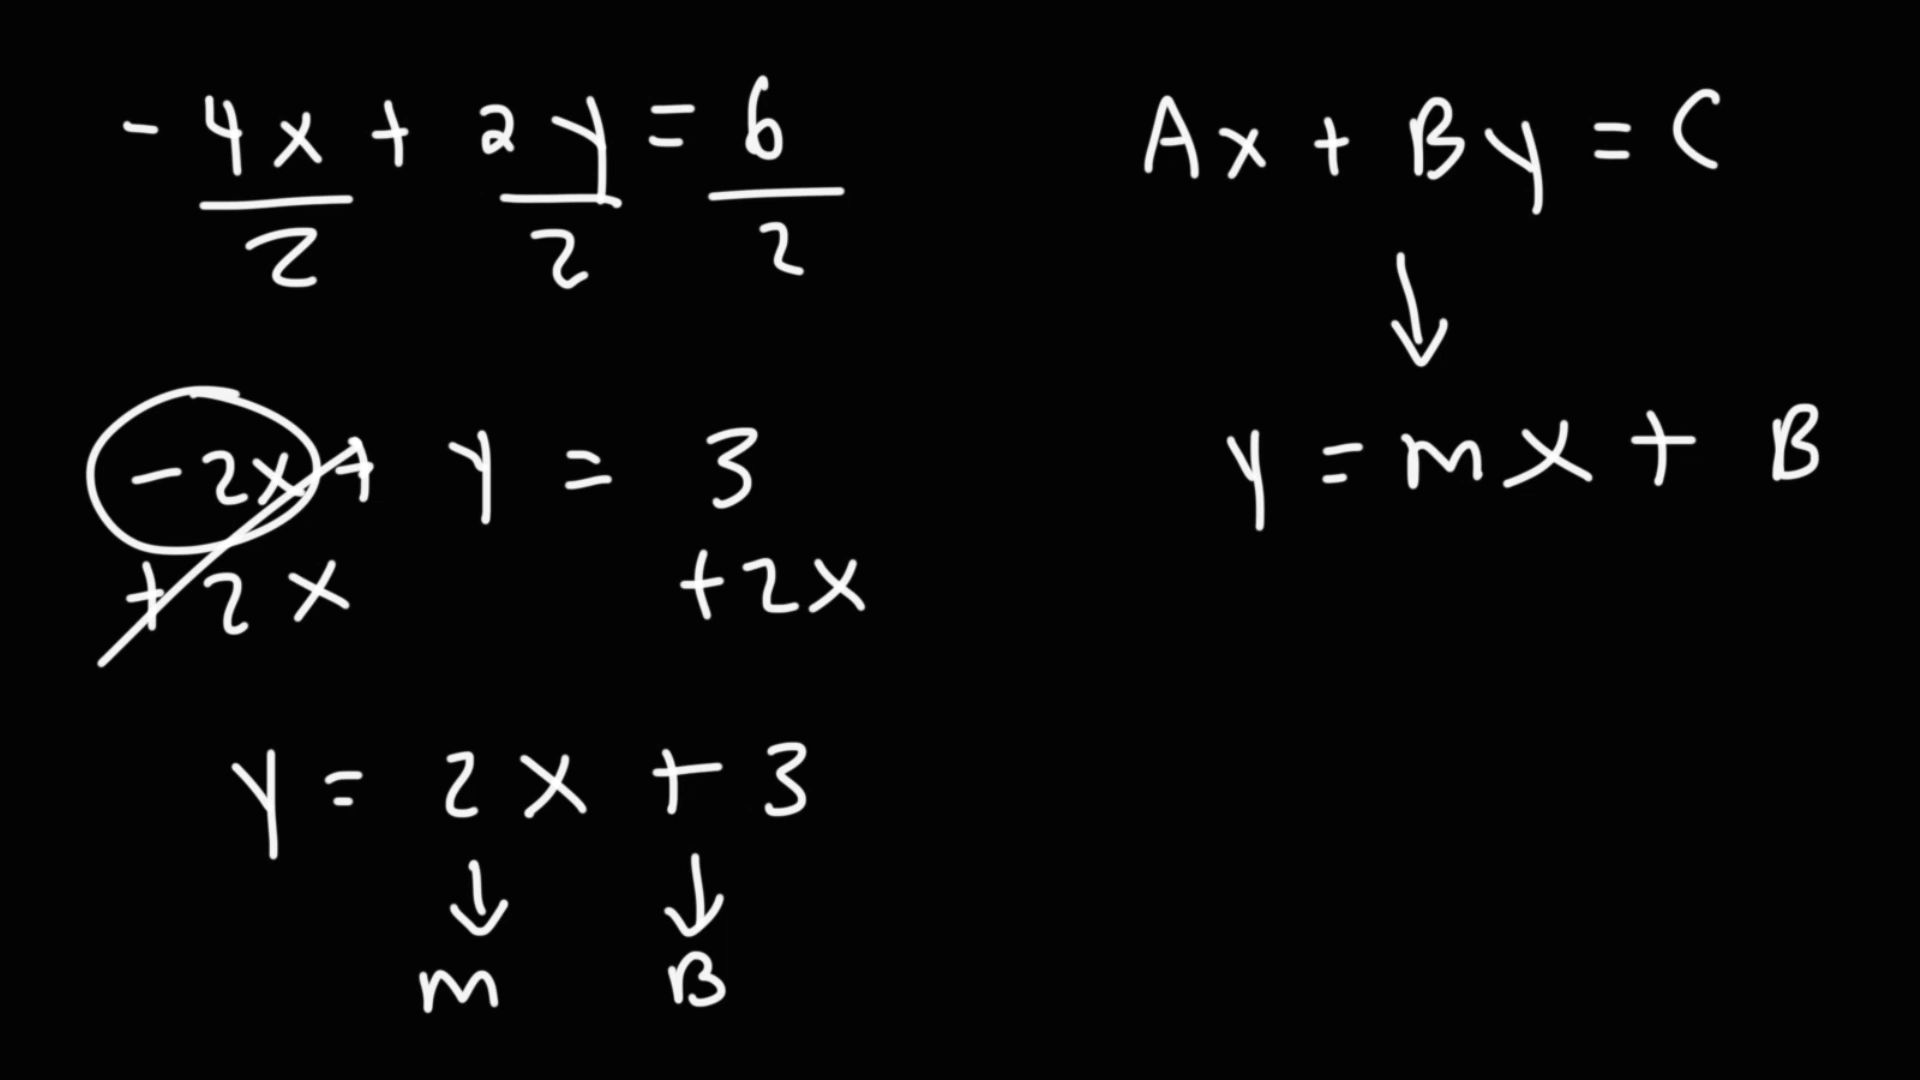 - 4x + 2y = 6
2 2 2
-2x + y = 3
+2x +2x
y = 2x + 3
m B
Ax + By = C
y = mx + B